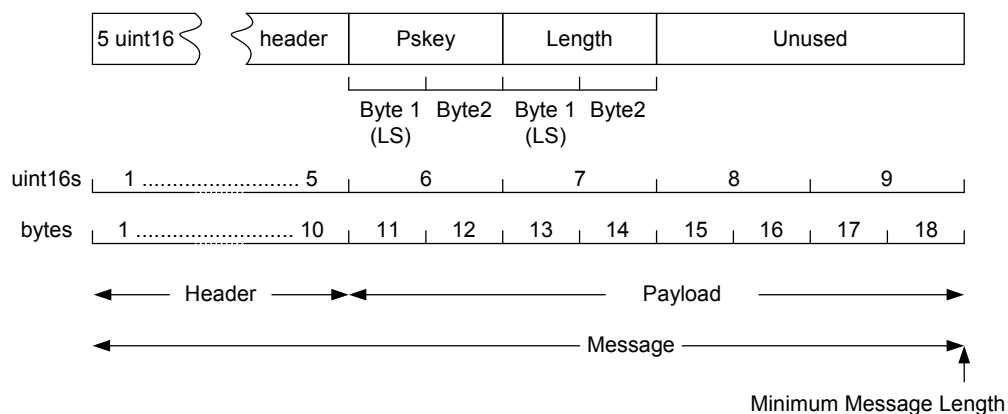 5 uint16 header Pskey Length Unused
Byte 1 Byte2 Byte 1 Byte2
(LS) (LS)
uint16s 1 .......................... 5 6 7 8 9
bytes 1 ......................... 10 11 12 13 14 15 16 17 18
Header Payload
Message
Minimum Message Length